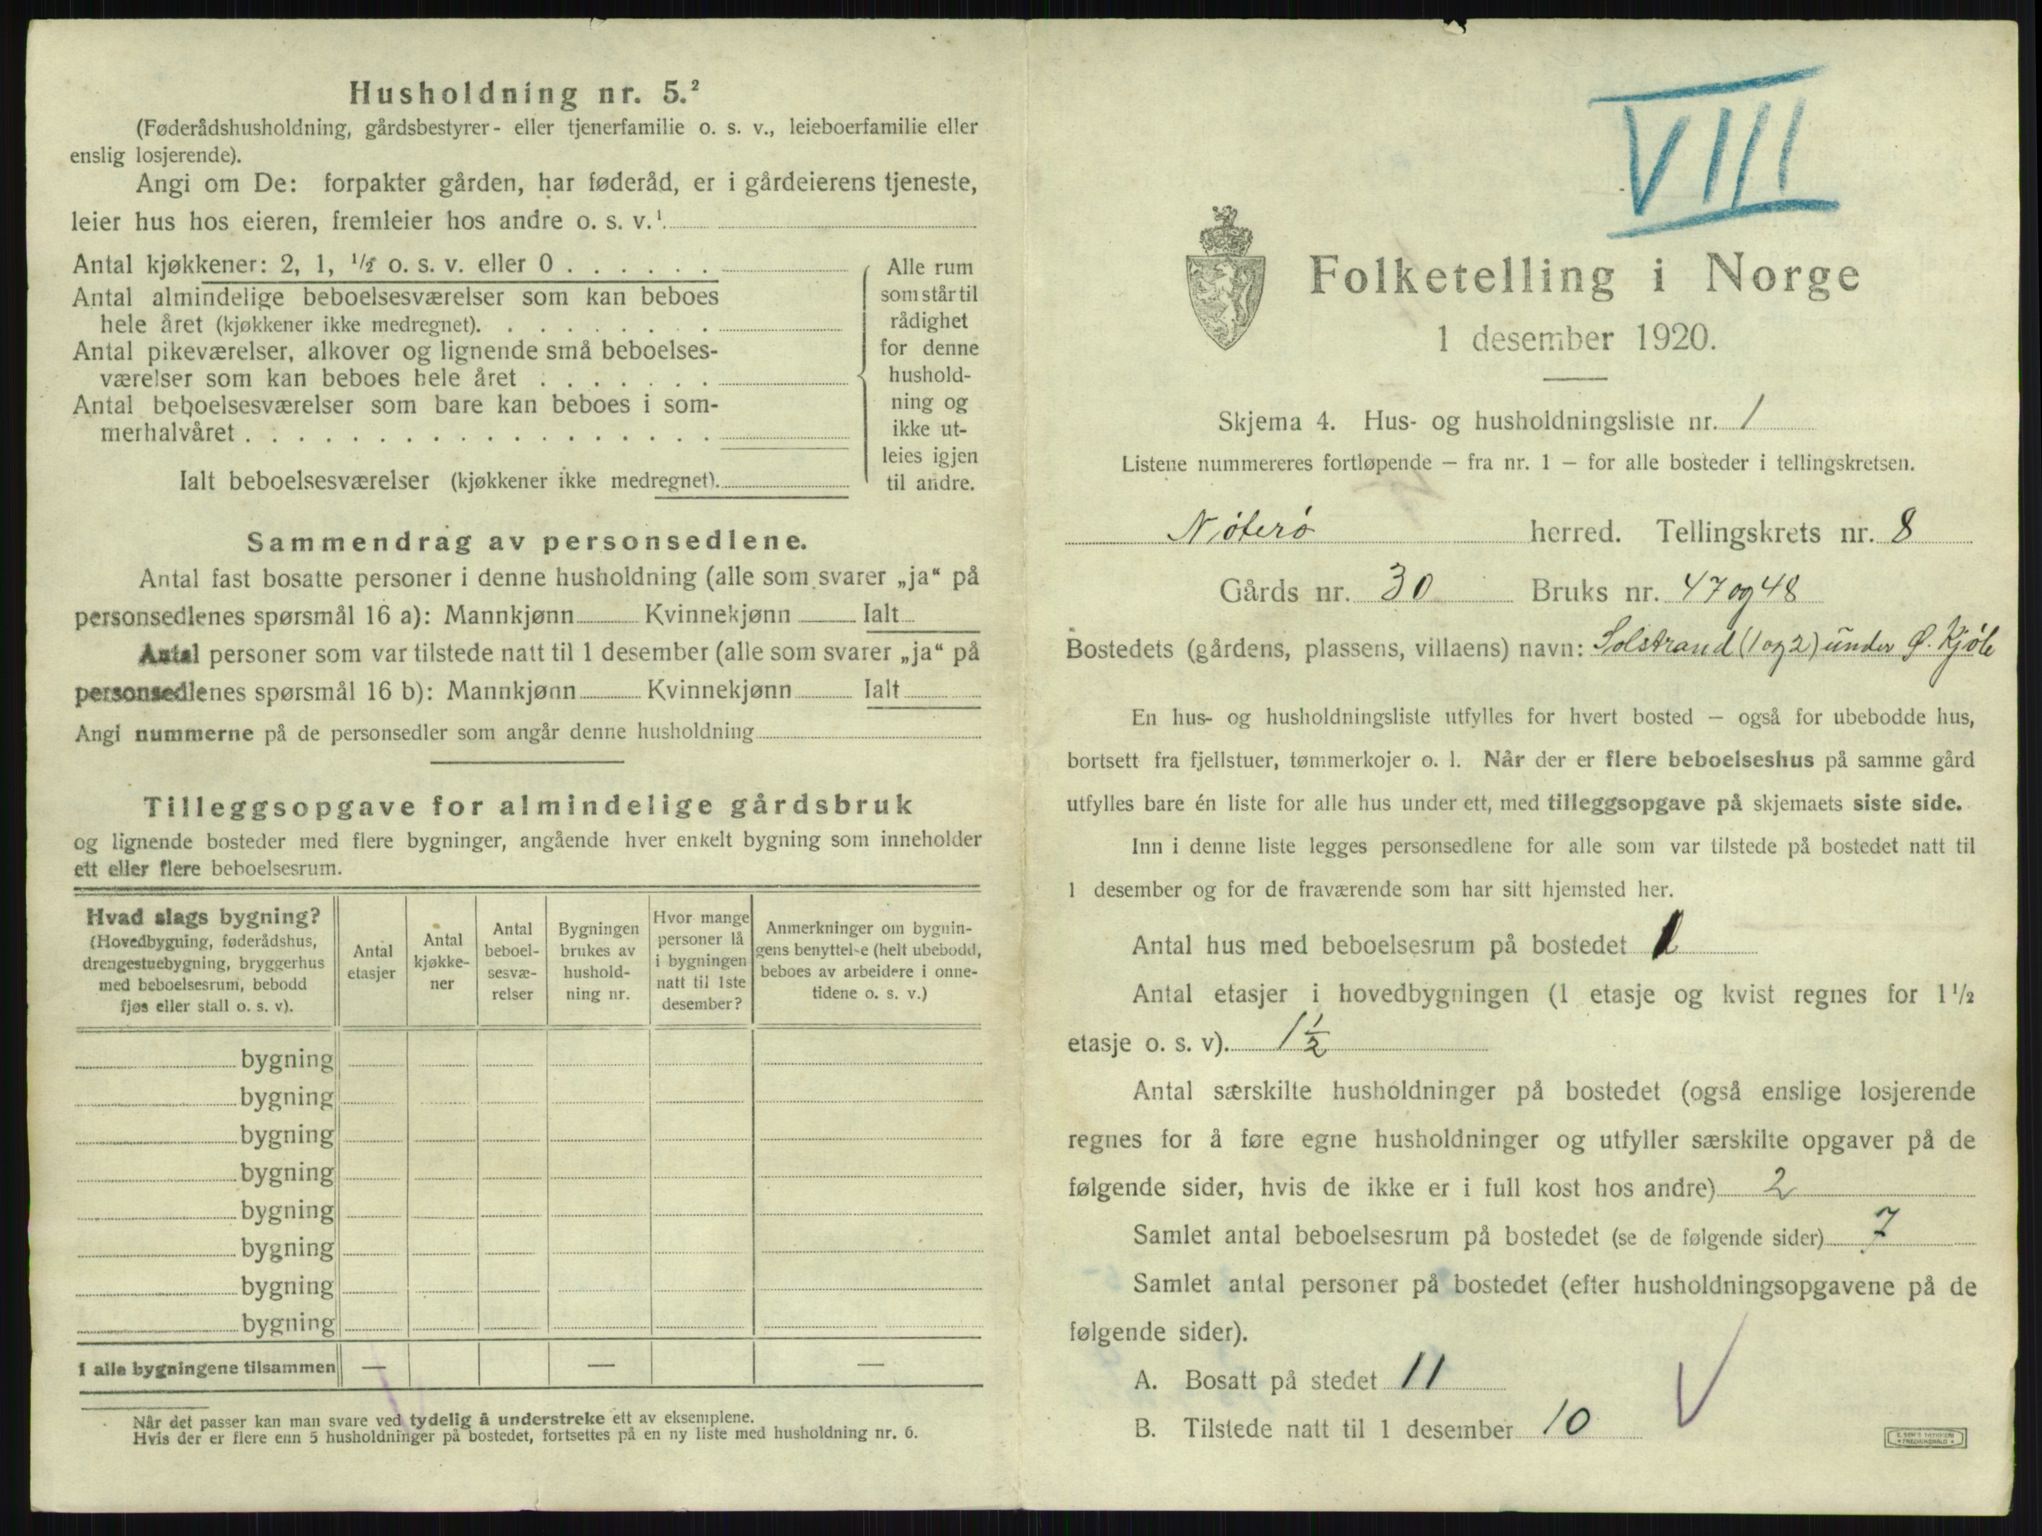 Husholdning nr. 5.²
(Føderådshusholdning, gårdsbestyrer- eller tjenerfamilie o. s. v., leieboerfamilie eller
enslig losjerende).
Angi om De: forpakter gården, har føderåd, er i gårdeierens tjeneste,
leier hus hos eieren, fremleier hos andre o. s. v.¹
Antal kjøkkener: 2, 1, ½ o. s. v. eller 0
Antal almindelige beboelsesværelser som kan beboes
hele året (kjøkkener ikke medregnet).
Antal pikeværelser, alkover og lignende små beboelses-
værelser som kan beboes hele året
Antal beboelsesværelser som bare kan beboes i som-
merhalvåret
Alle rum
som står til
rådighet
for denne
hushold-
ning og
ikke ut-
leies igjen
til andre.
Ialt beboelsesværelser (kjøkkener ikke medregnet).
Sammendrag av personsedlene.
Antal fast bosatte personer i denne husholdning (alle som svarer „ja“ på
personsedlenes spørsmål 16 a): Mannkjønn Kvinnekjønn Ialt
Antal personer som var tilstede natt til 1 desember (alle som svarer „ja“ på
personsedlenes spørsmål 16 b): Mannkjønn Kvinnekjønn Ialt
Angi nummerne på de personsedler som angår denne husholdning
Tilleggsopgave for almindelige gårdsbruk
og lignende bosteder med flere bygninger, angående hver enkelt bygning som inneholder
ett eller flere beboelsesrum.
Hvad slags bygning?
(Hovedbygning, føderådshus,
drengestuebygning, bryggerhus
med beboelsesrum, bebodd
fjøs eller stall o. s. v).
Antal
etasjer
Antal
kjøkke-
ner
Antal
beboel-
sesvæ-
relser
Bygningen
brukes av
hushold-
ning nr.
Hvor mange
personer lå
i bygningen
natt til 1ste
desember?
Anmerkninger om bygnin-
gens benyttelse (helt ubebodd,
beboes av arbeidere i onne-
tidene o. s. v.)
bygning
bygning
bygning
bygning
bygning
bygning
bygning
bygning
I alle bygningene tilsammen — — —
Når det passer kan man svare ved tydelig å understreke ett av eksemplene.
Hvis der er flere enn 5 husholdninger på bostedet, fortsettes på en ny liste med husholdning nr. 6.
VIII
Folketelling i Norge
1 desember 1920.
Skjema 4. Hus- og husholdningsliste nr. 1
Listene nummereres fortløpende – fra nr. 1 – for alle bosteder i tellingskretsen.
Nøterø herred. Tellingskrets nr. 8
Gårds nr. 30 Bruks nr. 47 og 48
Bostedets (gårdens, plassens, villaens) navn: Solstrand (1 og 2) under Ø. Kjøle
En hus- og husholdningsliste utfylles for hvert bosted – også for ubebodde hus,
bortsett fra fjellstuer, tømmerkojer o. l. Når der er flere beboelseshus på samme gård
utfylles bare én liste for alle hus under ett, med tilleggsopgave på skjemaets siste side.
Inn i denne liste legges personsedlene for alle som var tilstede på bostedet natt til
1 desember og for de fraværende som har sitt hjemsted her.
Antal hus med beboelsesrum på bostedet 1
Antal etasjer i hovedbygningen (1 etasje og kvist regnes for 1 ½
etasje o. s. v). 1 ½
Antal særskilte husholdninger på bostedet (også enslige losjerende
regnes for å føre egne husholdninger og utfyller særskilte opgaver på de
følgende sider, hvis de ikke er i full kost hos andre) 2
Samlet antal beboelsesrum på bostedet (se de følgende sider) 7
Samlet antal personer på bostedet (efter husholdningsopgavene på de
følgende sider).
A. Bosatt på stedet 11
B. Tilstede natt til 1 desember 10